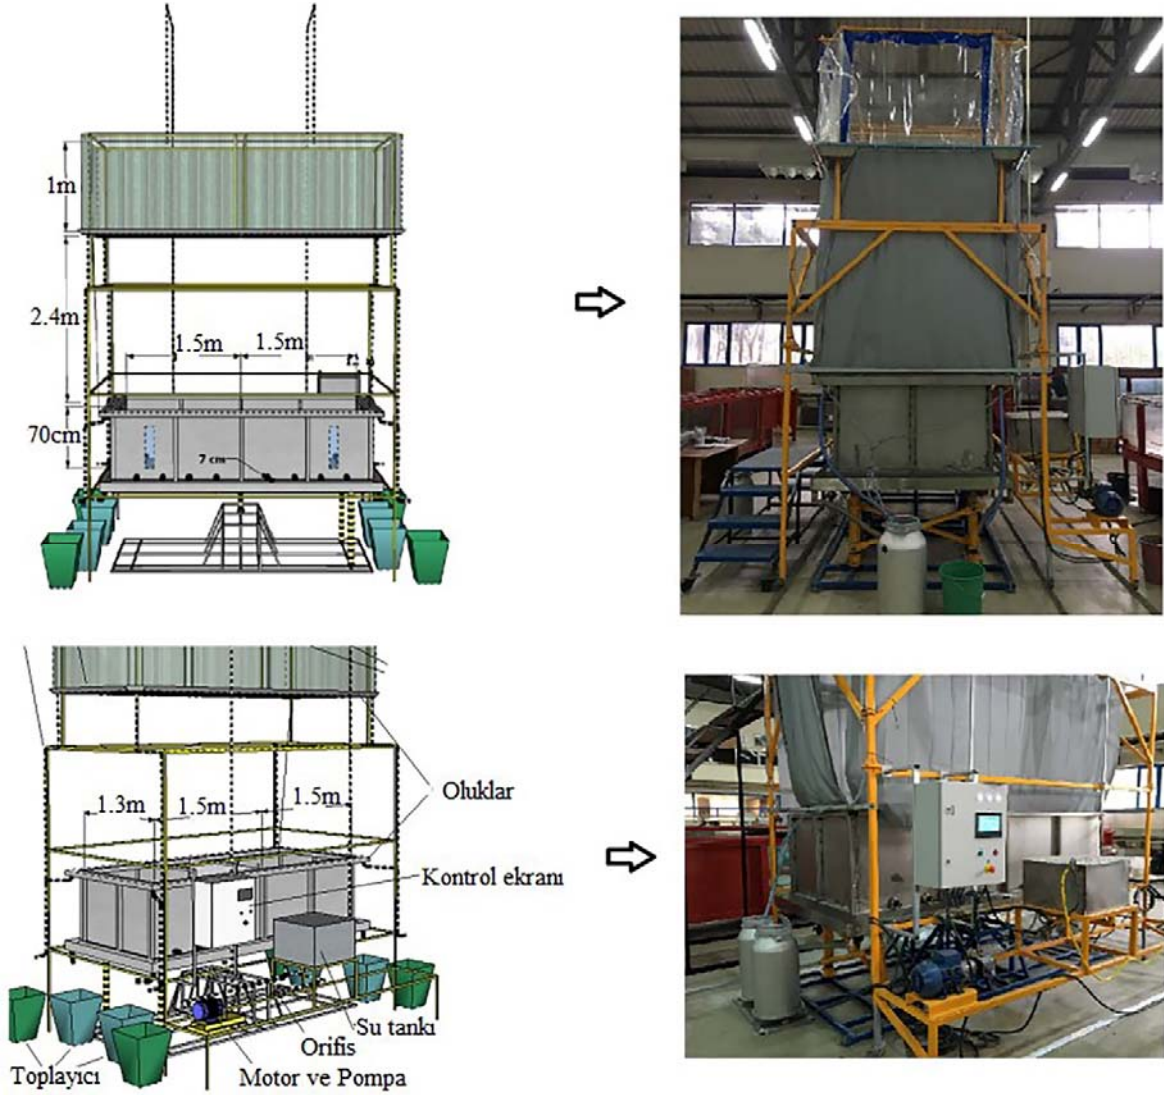 1m
2.4m
1.5m
1.5m
70cm
7 cm
1.3m
1.5m
1.5m
Oluklar
Kontrol ekranı
Su tankı
Orifis
Toplayıcı
Motor ve Pompa